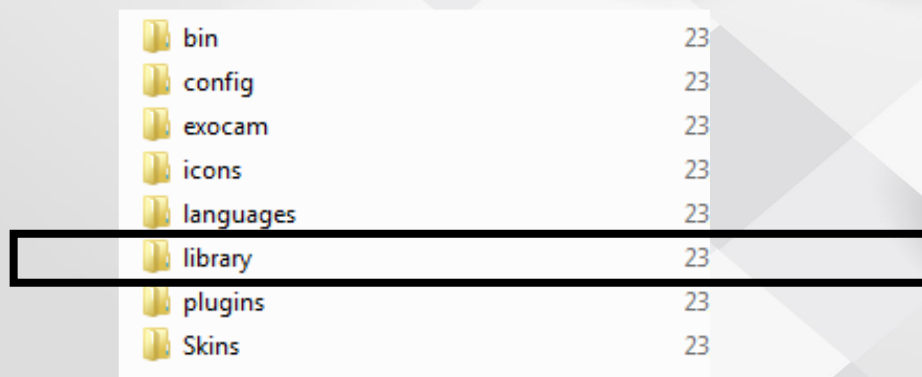 bin 23
config 23
exocam 23
icons 23
languages 23
library 23
plugins 23
Skins 23